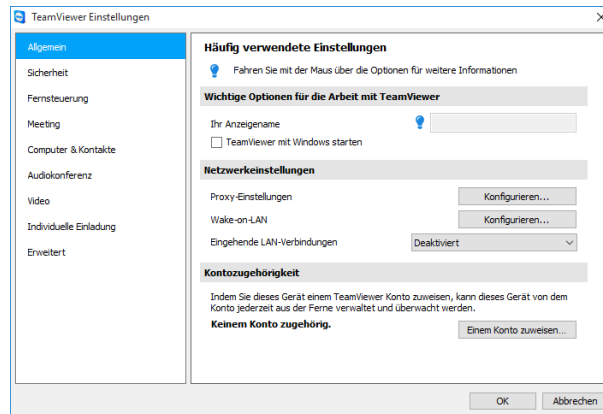 TeamViewer Einstellungen
Allgemein
Sicherheit
Fernsteuerung
Meeting
Computer & Kontakte
Audiokonferenz
Video
Individuelle Einladung
Erweitert
Häufig verwendete Einstellungen
Fahren Sie mit der Maus über die Optionen für weitere Informationen
Wichtige Optionen für die Arbeit mit TeamViewer
Ihr Anzeigename
TeamViewer mit Windows starten
Netzwerkeinstellungen
Proxy-Einstellungen Konfigurieren...
Wake-on-LAN Konfigurieren...
Eingehende LAN-Verbindungen Deaktiviert
Kontozugehörigkeit
Indem Sie dieses Gerät einem TeamViewer Konto zuweisen, kann dieses Gerät von dem
Konto jederzeit aus der Ferne verwaltet und überwacht werden.
Keinem Konto zugehörig. Einem Konto zuweisen...
OK Abbrechen